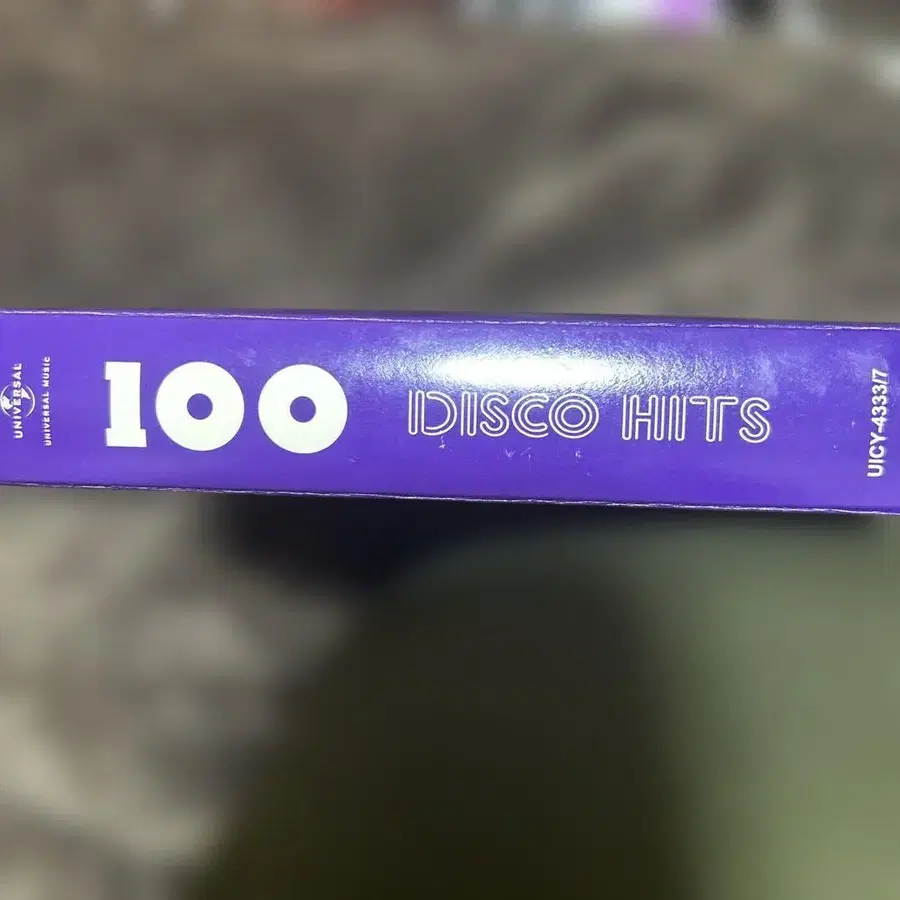 UNIVERSAL
UNIVERSAL MUSIC
100 DISCO HITS
UICY-4333/7